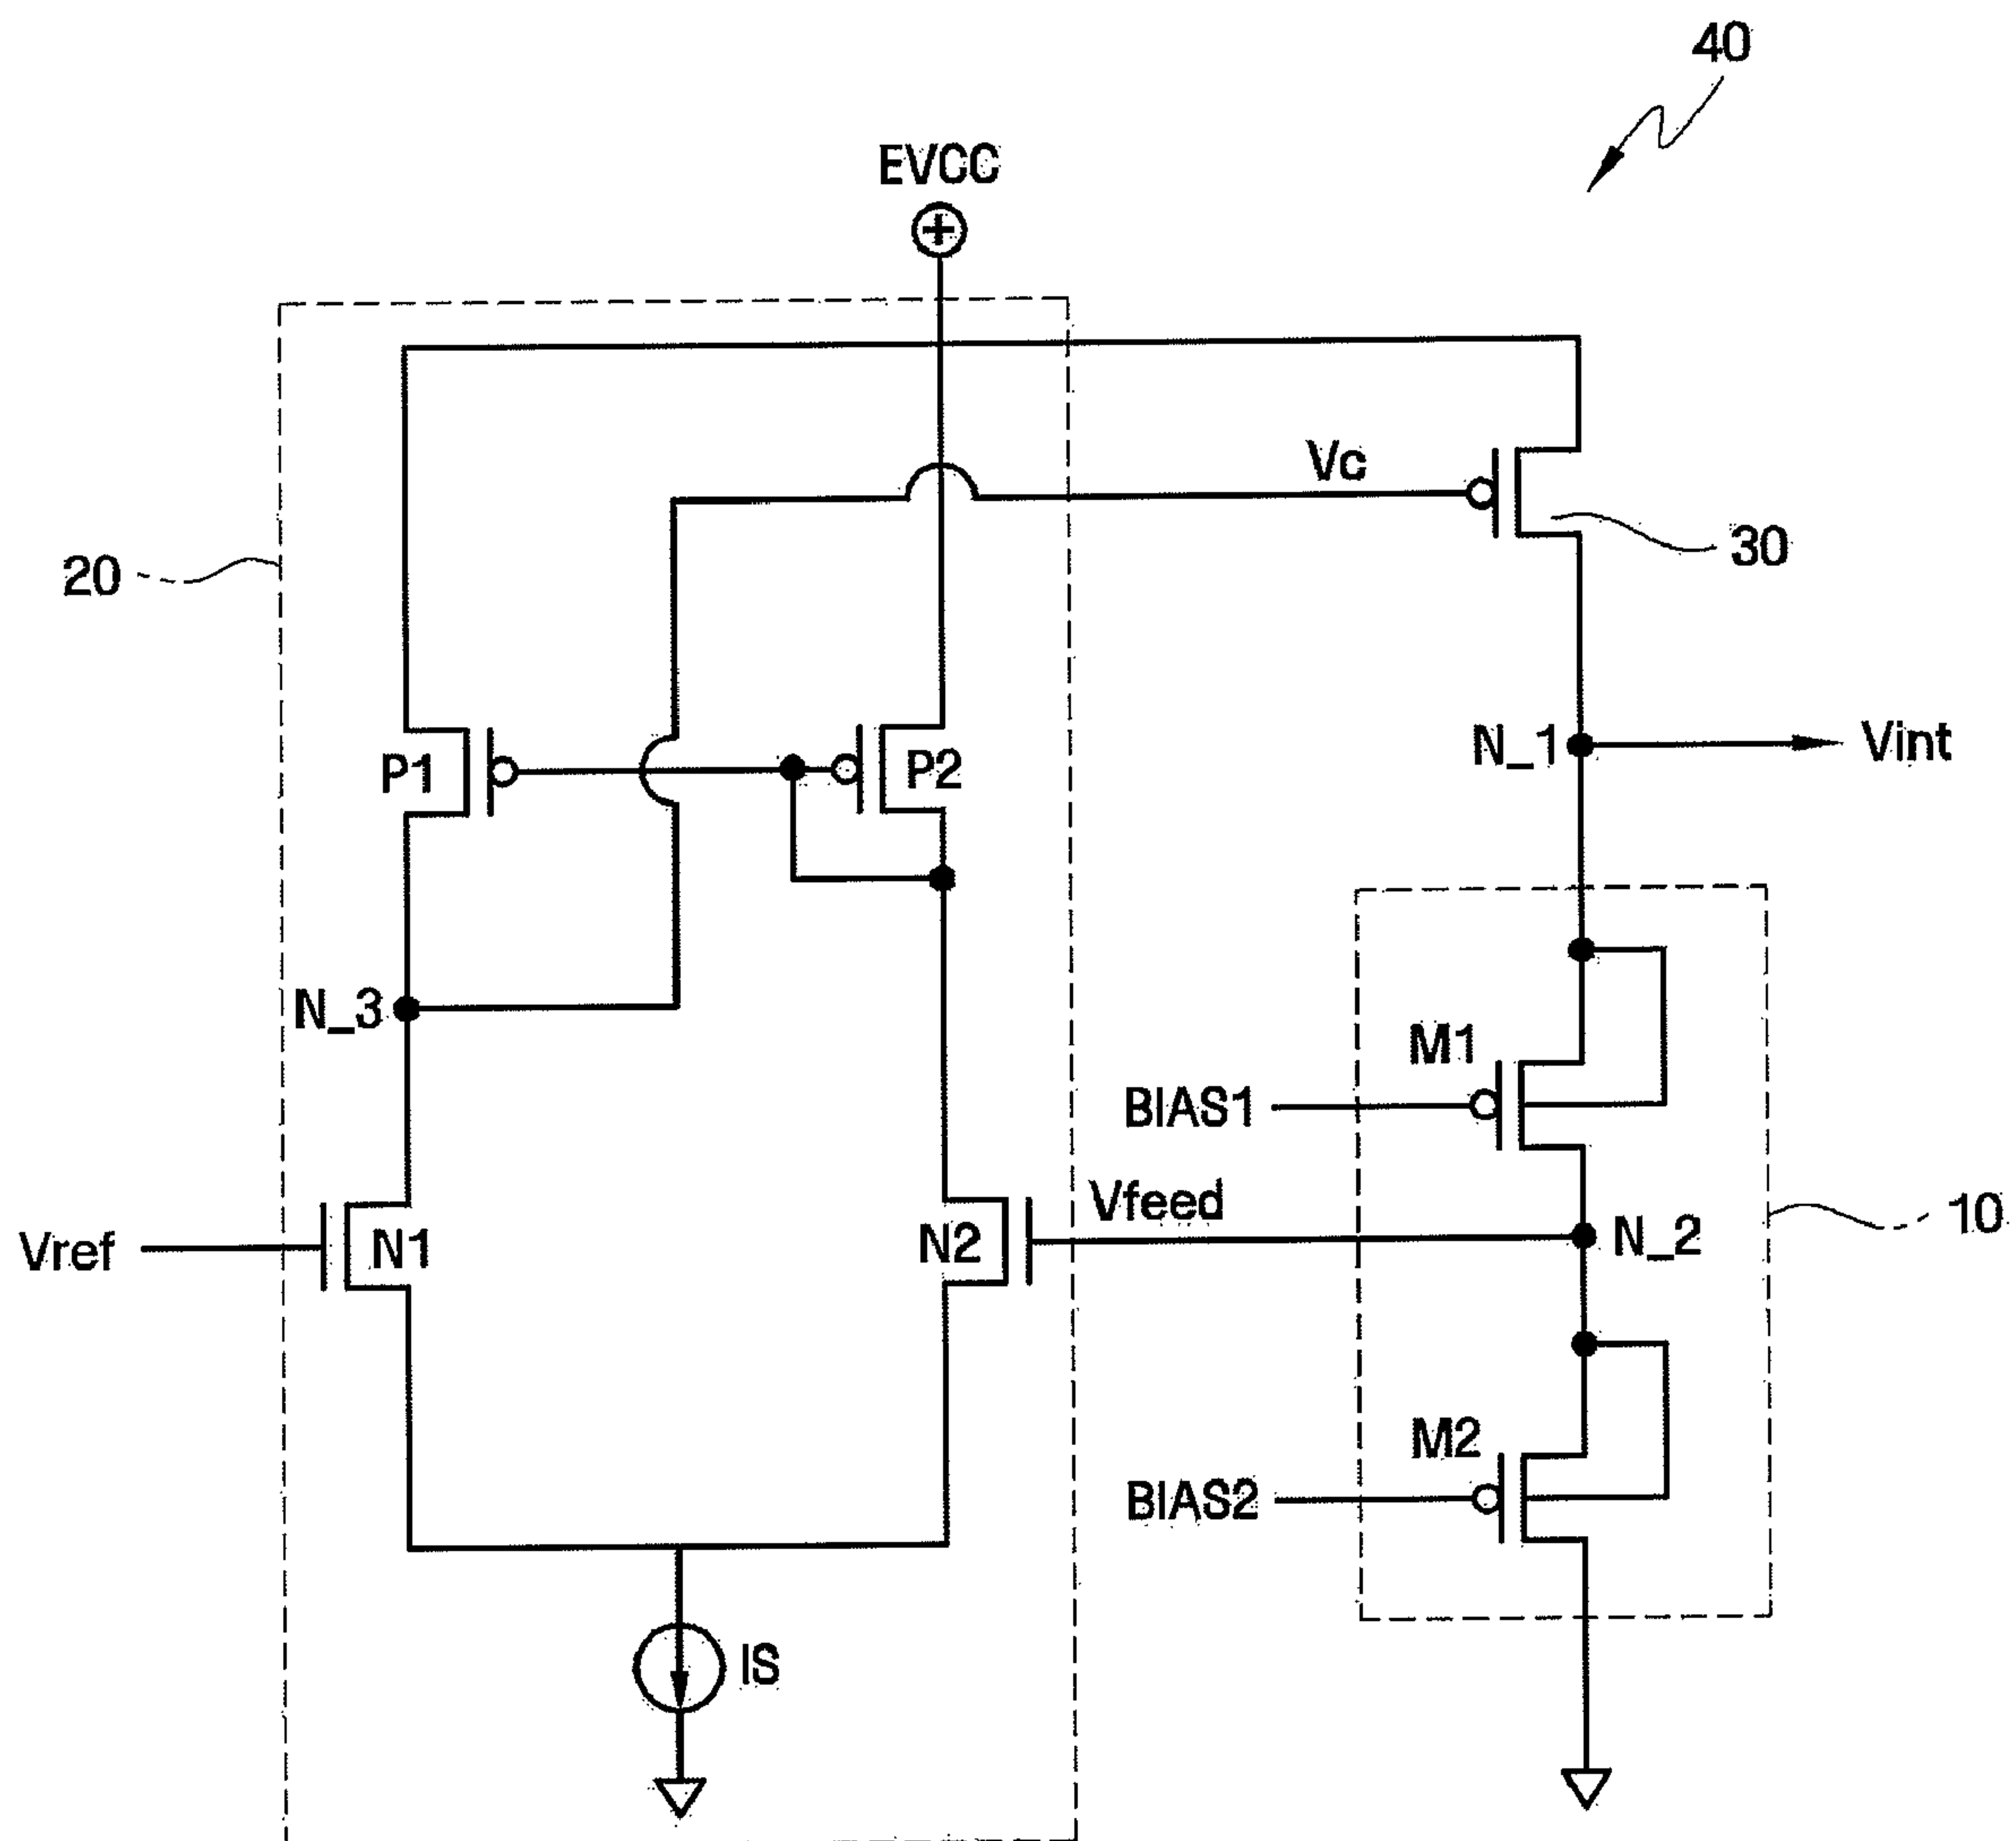 40
EVCC
Vc
30
20
P1
P2
N_1
Vint
N_3
M1
BIAS1
Vfeed
10
Vref
N1
N2
N_2
M2
BIAS2
IS